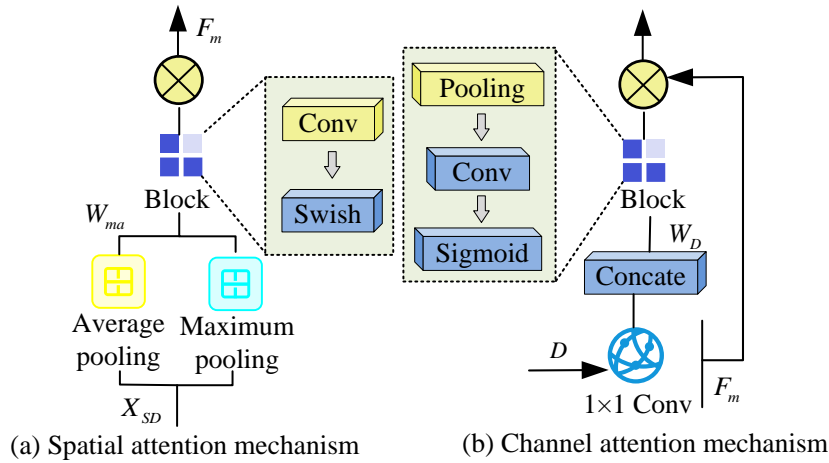 F_m
Conv
Swish
Block
W_ma
Average
pooling
Maximum
pooling
X_SD
(a) Spatial attention mechanism
Pooling
Conv
Sigmoid
Block
W_D
Concate
D
1×1 Conv
F_m
(b) Channel attention mechanism